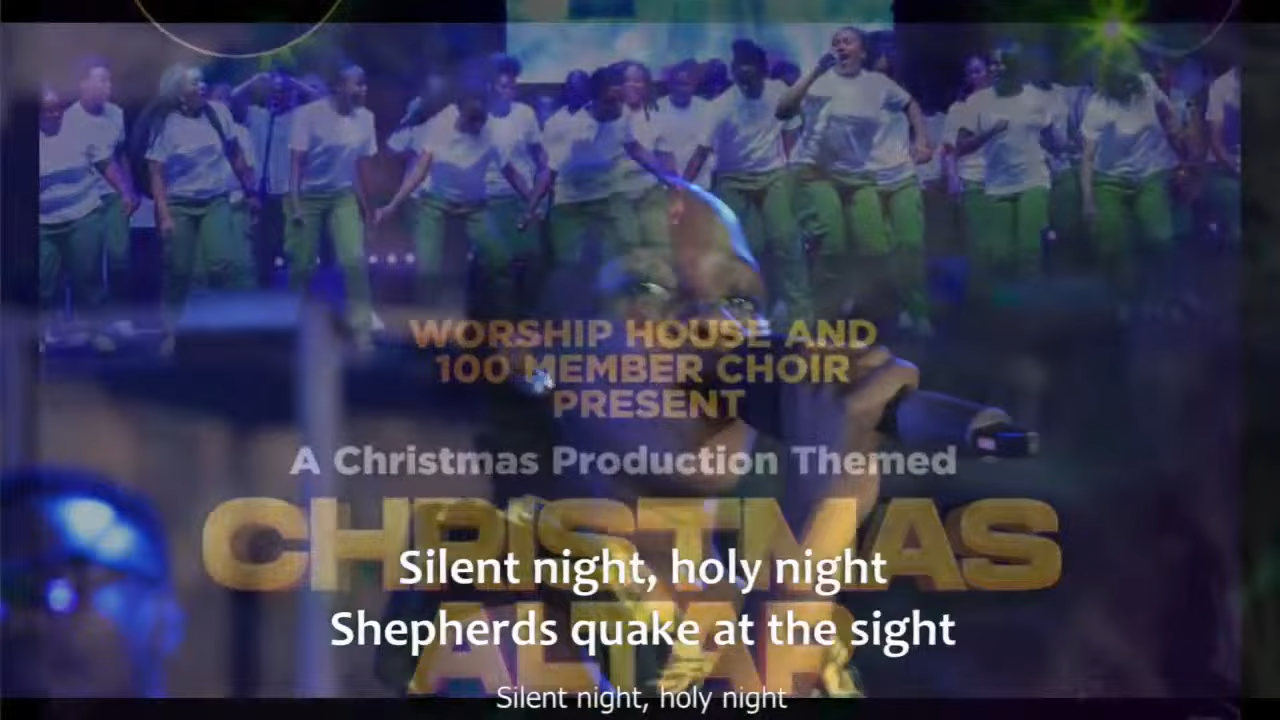 WORSHIP HOUSE AND
100 MEMBER CHOIR
PRESENT
A Christmas Production Themed
CHRISTMAS
Silent night, holy night
ALTAR
Shepherds quake at the sight
Silent night, holy night